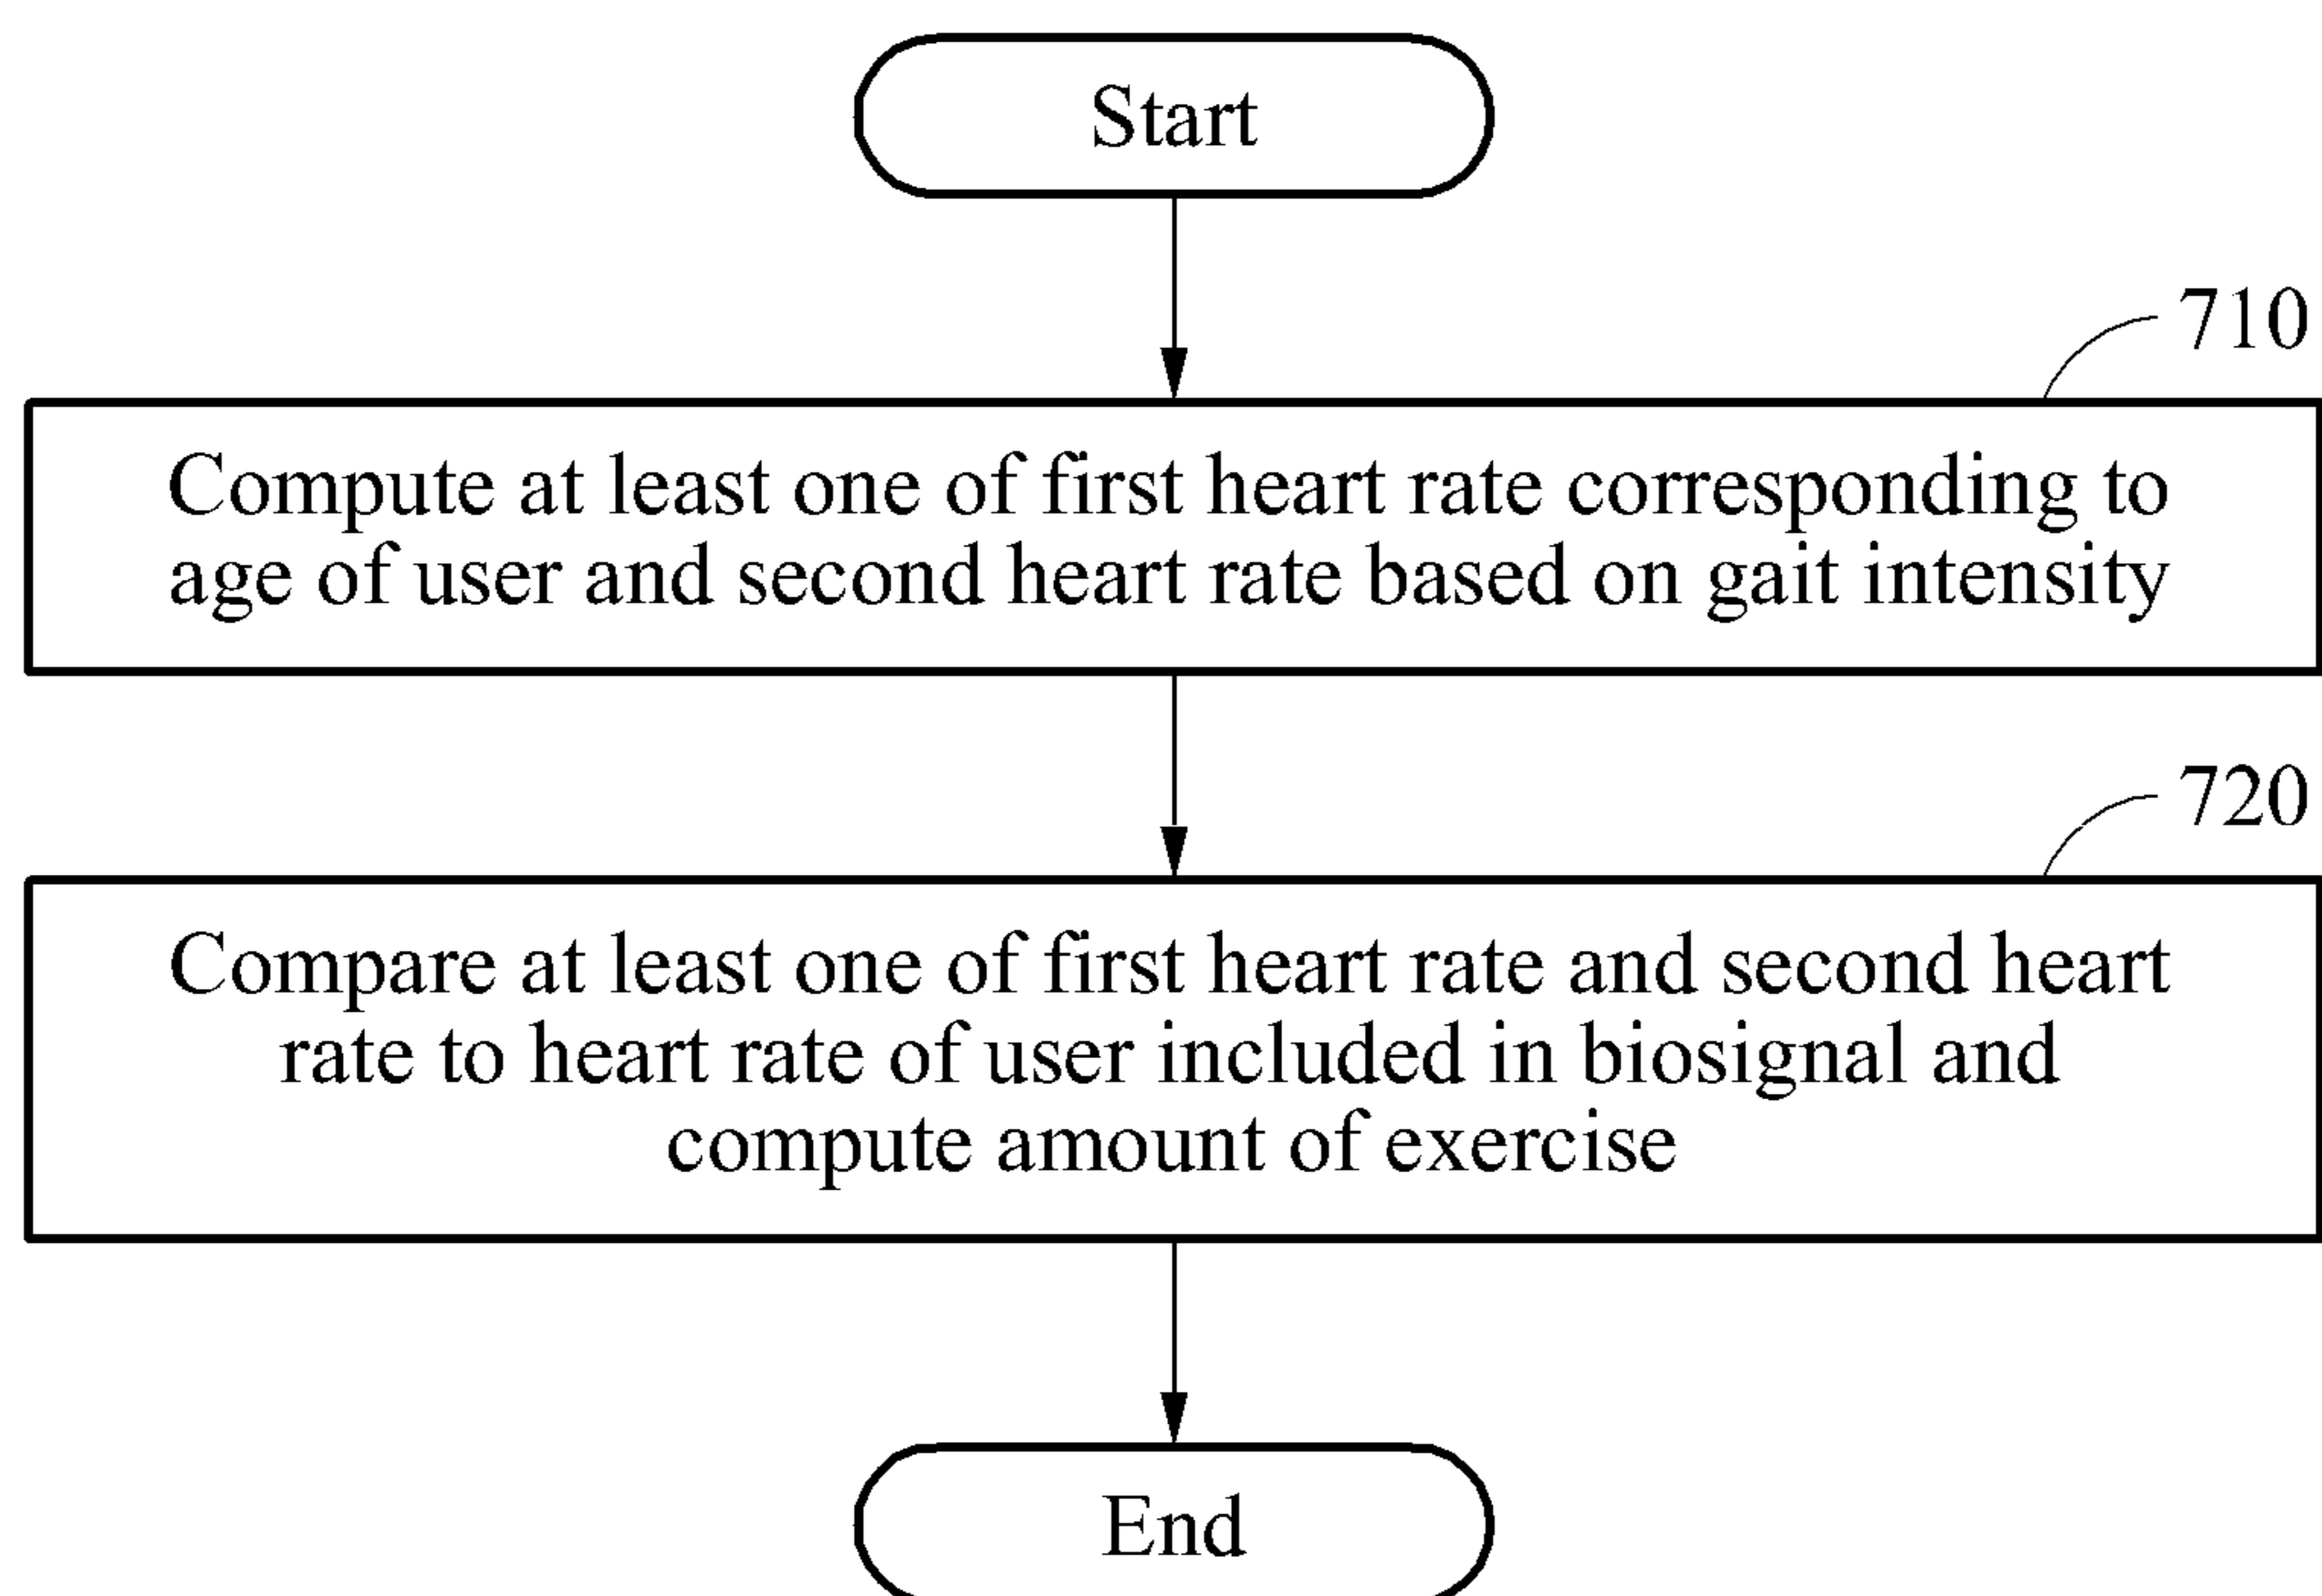 Start
710
Compute at least one of first heart rate corresponding to
age of user and second heart rate based on gait intensity
720
Compare at least one of first heart rate and second heart
rate to heart rate of user included in biosignal and
compute amount of exercise
End